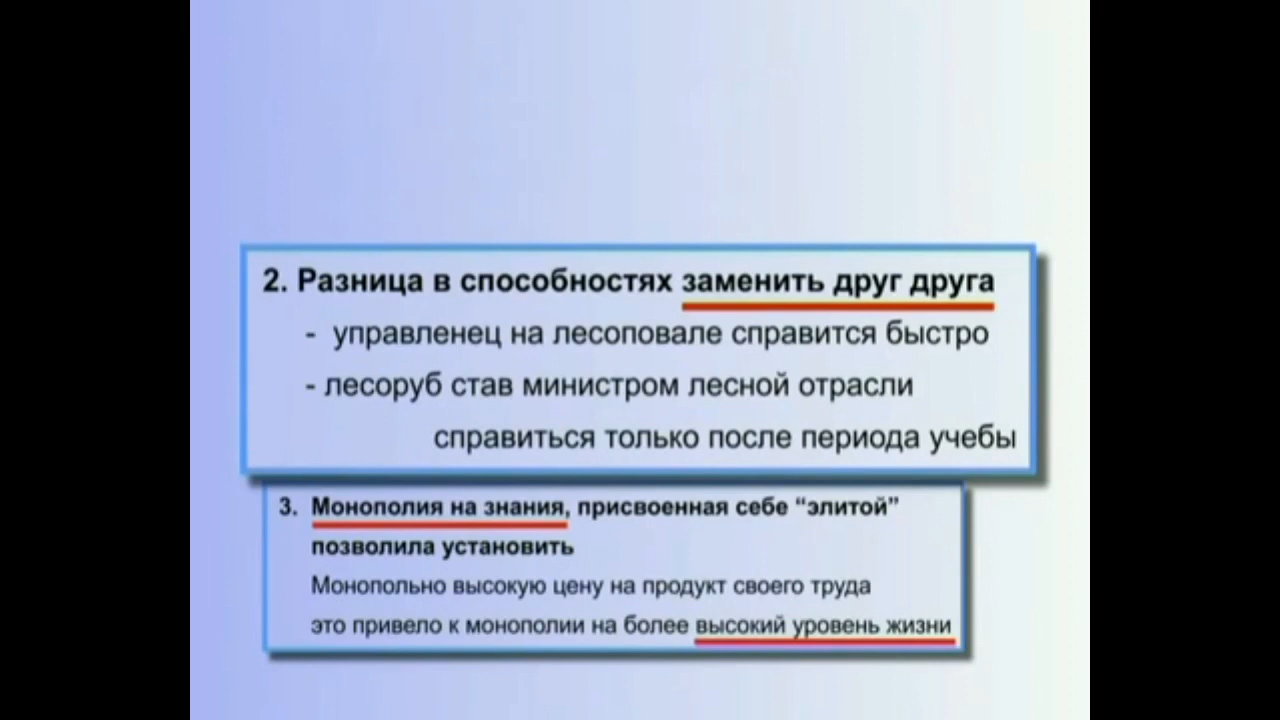 2. Разница в способностях заменить друг друга
- управленец на лесоповале справится быстро
- лесоруб став министром лесной отрасли
справиться только после периода учебы
3. Монополия на знания, присвоенная себе “элитой”
позволила установить
Монопольно высокую цену на продукт своего труда
это привело к монополии на более высокий уровень жизни